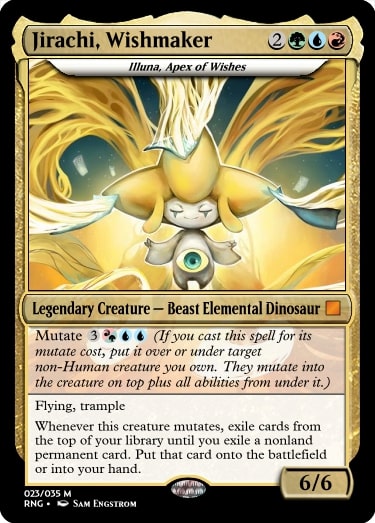 Jirachi, Wishmaker 2
Illuna, Apex of Wishes
Legendary Creature — Beast Elemental Dinosaur
Mutate 3 (If you cast this spell for its
mutate cost, put it over or under target
non-Human creature you own. They mutate into
the creature on top plus all abilities from under it.)
Flying, trample
Whenever this creature mutates, exile cards from
the top of your library until you exile a nonland
permanent card. Put that card onto the battlefield
or into your hand.
6/6
023/035 M
RNG • Sam Engstrom